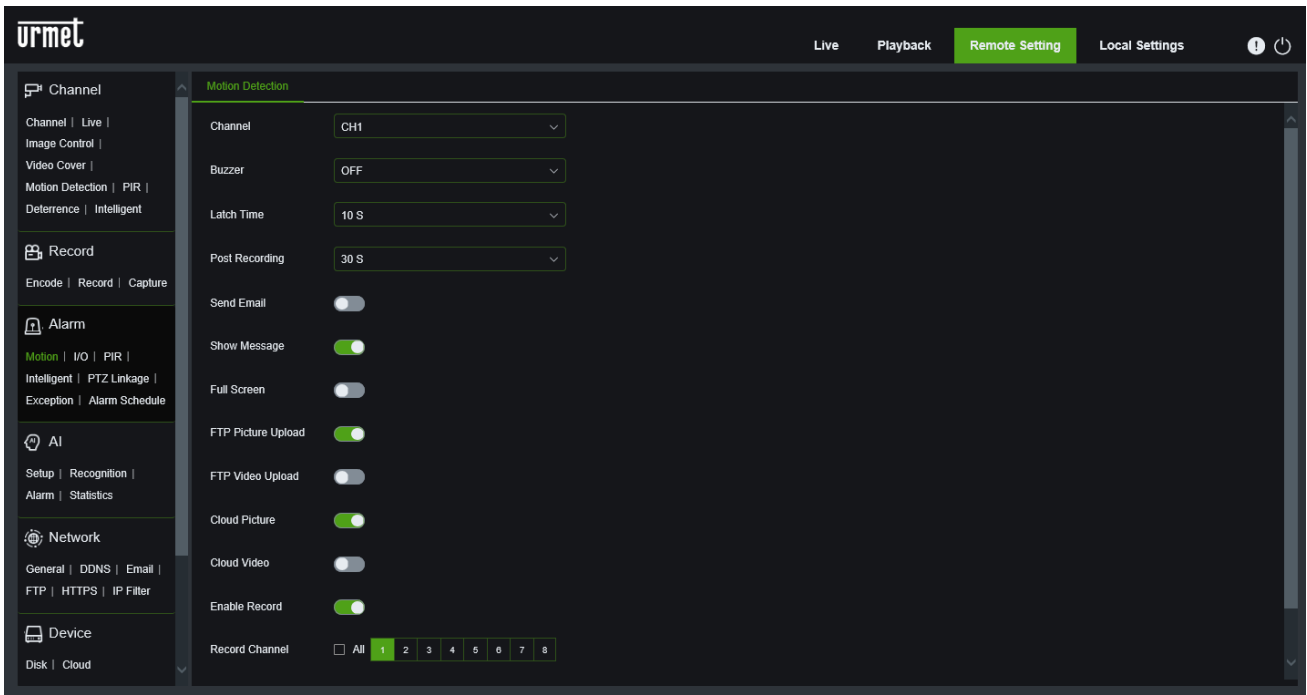 urmet
Live
Playback
Remote Setting
Local Settings
Channel
Channel | Live |
Image Control |
Video Cover |
Motion Detection | PIR |
Deterrence | Intelligent
Record
Encode | Record | Capture
Alarm
Motion | I/O | PIR |
Intelligent | PTZ Linkage |
Exception | Alarm Schedule
AI
AI
Setup | Recognition |
Alarm | Statistics
Network
General | DDNS | Email |
FTP | HTTPS | IP Filter
Device
Disk | Cloud
Motion Detection
Channel CH1
Buzzer OFF
Latch Time 10 S
Post Recording 30 S
Send Email
Show Message
Full Screen
FTP Picture Upload
FTP Video Upload
Cloud Picture
Cloud Video
Enable Record
Record Channel All 1 2 3 4 5 6 7 8